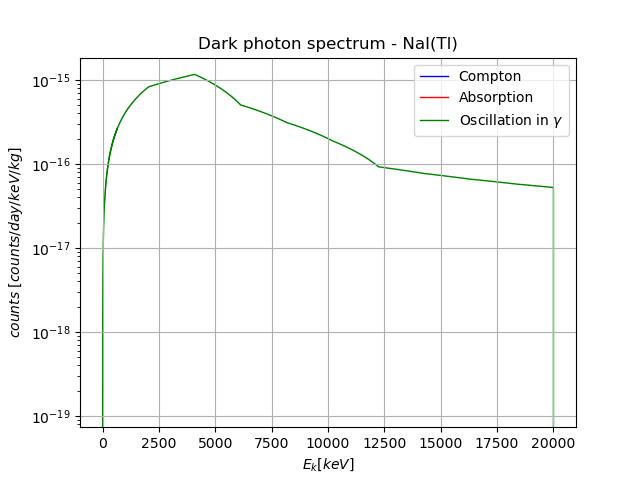 Dark photon spectrum - NaI(Tl)
Compton
Absorption
Oscillation in γ
10⁻¹⁵
10⁻¹⁶
10⁻¹⁷
10⁻¹⁸
10⁻¹⁹
counts [counts/day/keV/kg]
0 2500 5000 7500 10000 12500 15000 17500 20000
E_k[keV]